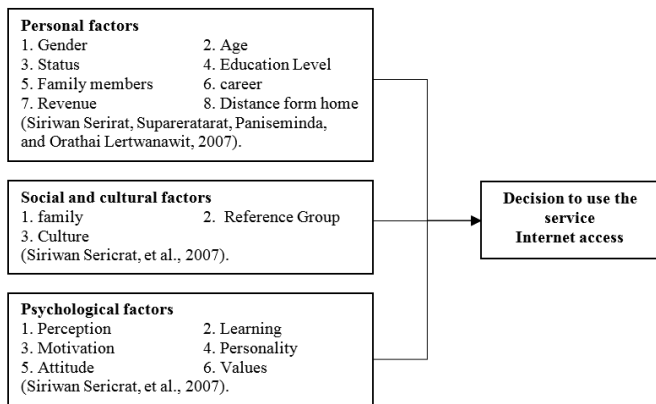 Personal factors
1. Gender 2. Age
3. Status 4. Education Level
5. Family members 6. career
7. Revenue 8. Distance form home
(Siriwan Serirat, Supareratarat, Paniseminda,
and Orathai Lertwanawit, 2007).
Social and cultural factors
1. family 2. Reference Group
3. Culture
(Siriwan Sericrat, et al., 2007).
Psychological factors
1. Perception 2. Learning
3. Motivation 4. Personality
5. Attitude 6. Values
(Siriwan Sericrat, et al., 2007).
Decision to use the
service
Internet access